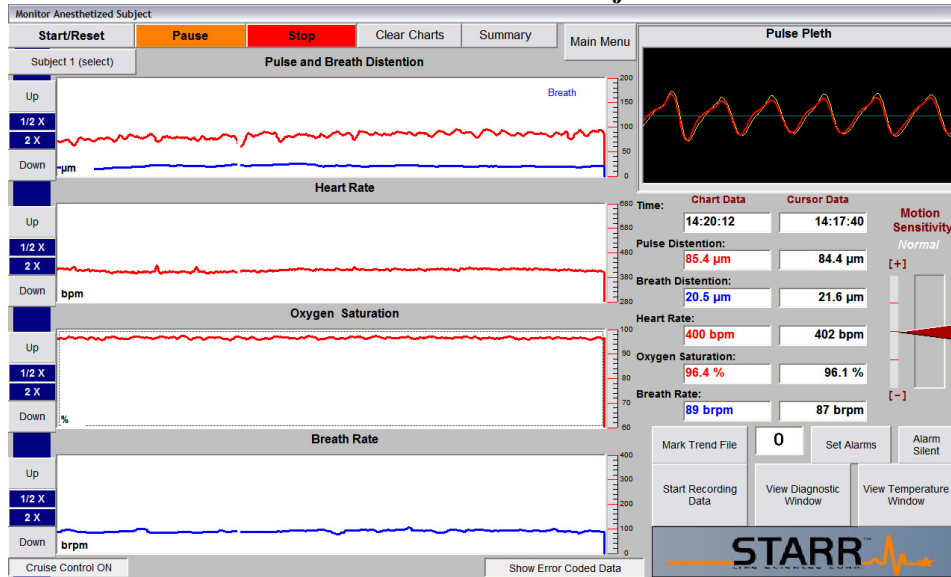 Monitor Anesthetized Subject
Start/Reset Pause Stop Clear Charts Summary Main Menu Pulse Pleth
Subject 1 (select) Pulse and Breath Distention
Up
1/2 X
2 X
Down
Breath
µm
200
150
100
50
0
Heart Rate
Up
1/2 X
2 X
Down
bpm
680
580
480
380
280
Oxygen Saturation
Up
1/2 X
2 X
Down
%
100
90
80
70
60
Breath Rate
Up
1/2 X
2 X
Down
brpm
400
300
200
100
0
Cruise Control ON Show Error Coded Data
Time: Chart Data Cursor Data
14:20:12 14:17:40
Pulse Distention:
85.4 µm 84.4 µm
Breath Distention:
20.5 µm 21.6 µm
Heart Rate:
400 bpm 402 bpm
Oxygen Saturation:
96.4 % 96.1 %
Breath Rate:
89 brpm 87 brpm
Motion
Sensitivity
Normal
[+]
[-]
Mark Trend File 0 Set Alarms Alarm
Silent
Start Recording
Data
View Diagnostic
Window
View Temperature
Window
STARR™
LIFE SCIENCES CORP.